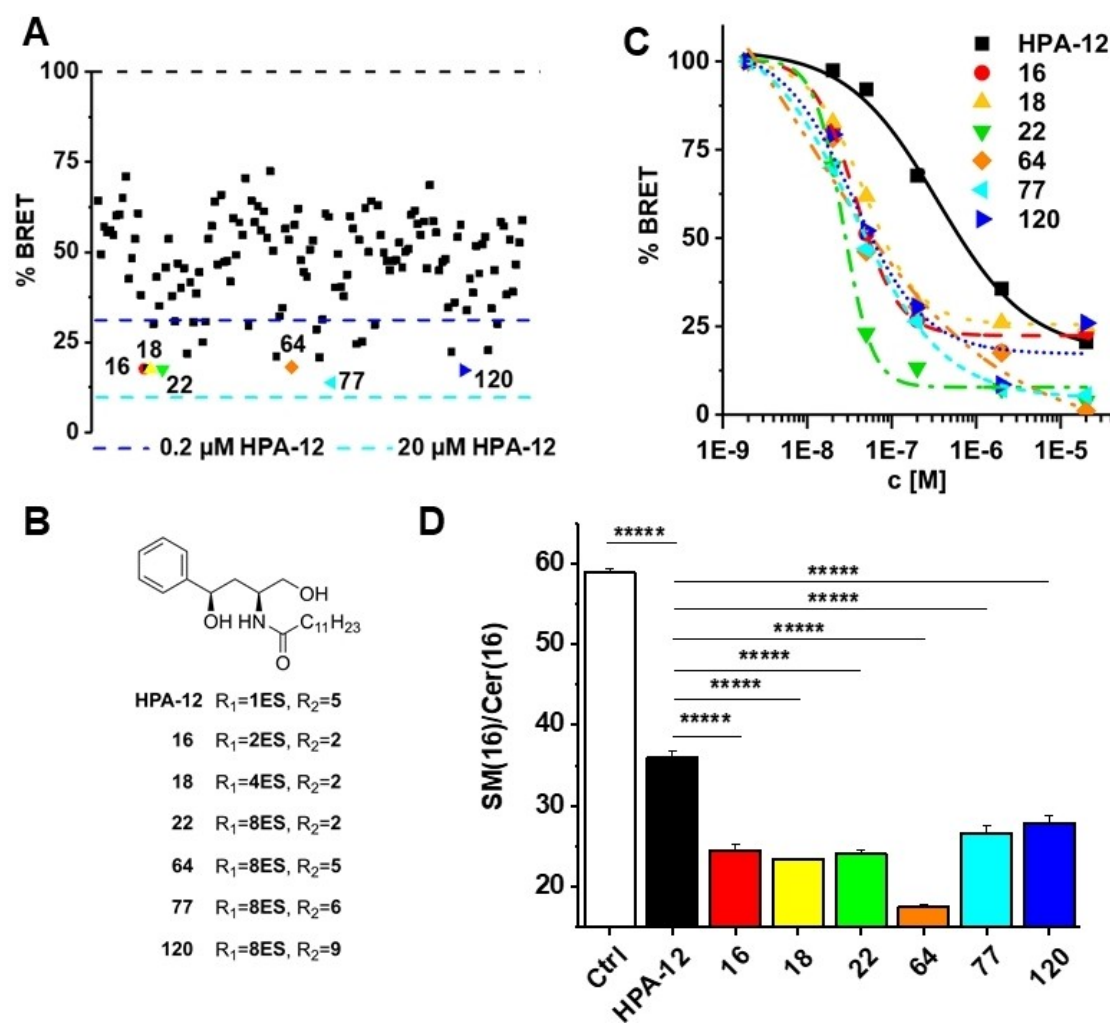 A
% BRET
100
75
50
25
0
64
18
16
22
77
120
0.2 μM HPA-12
20 μM HPA-12
C
% BRET
100
75
50
25
0
HPA-12
16
18
22
64
77
120
1E-9 1E-8 1E-7 1E-6 1E-5
c [M]
B
OH
OH HN C11H23
O
HPA-12 R1=1ES, R2=5
16 R1=2ES, R2=2
18 R1=4ES, R2=2
22 R1=8ES, R2=2
64 R1=8ES, R2=5
77 R1=8ES, R2=6
120 R1=8ES, R2=9
D
SM(16)/Cer(16)
60
50
40
30
20
*****
*****
*****
*****
*****
*****
*****
Ctrl HPA-12 16 18 22 64 77 120